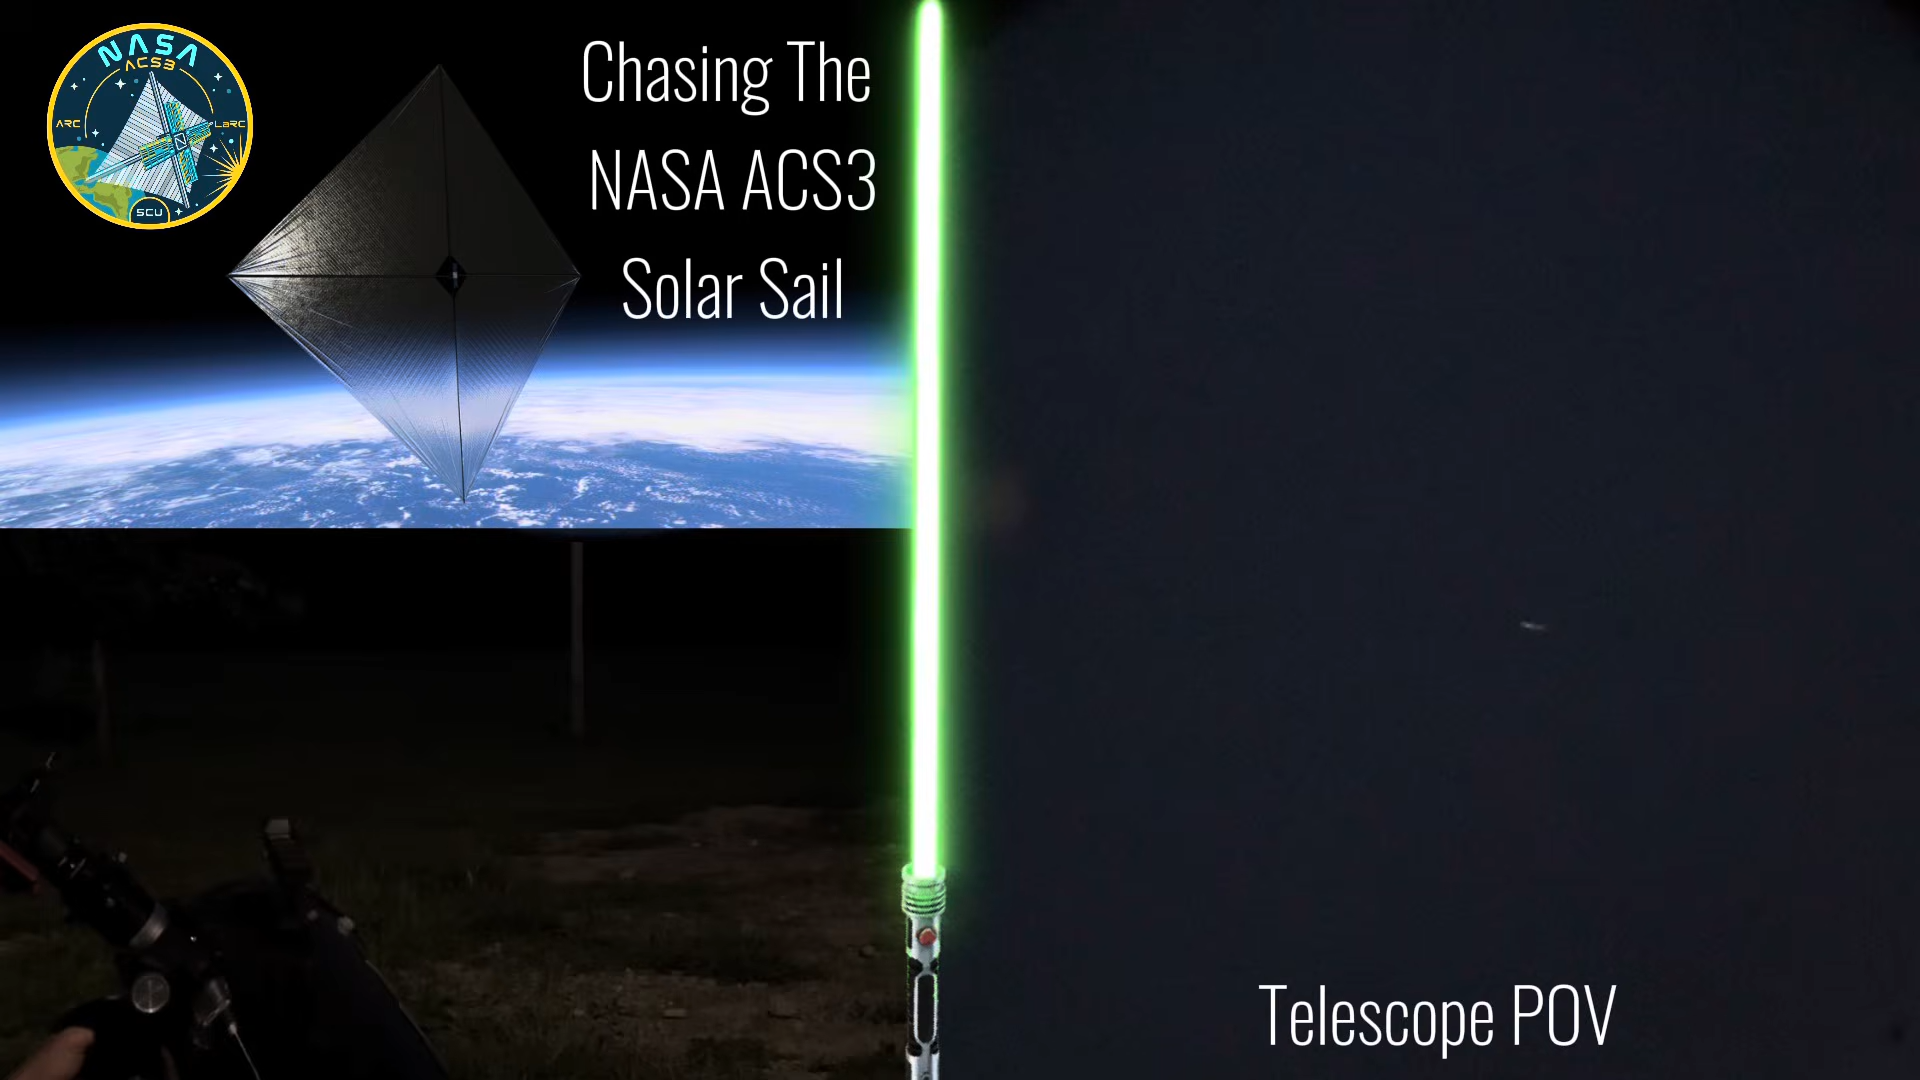 NASA
ACS3
ARC
LaRC
SCU
Chasing The
NASA ACS3
Solar Sail
Telescope POV